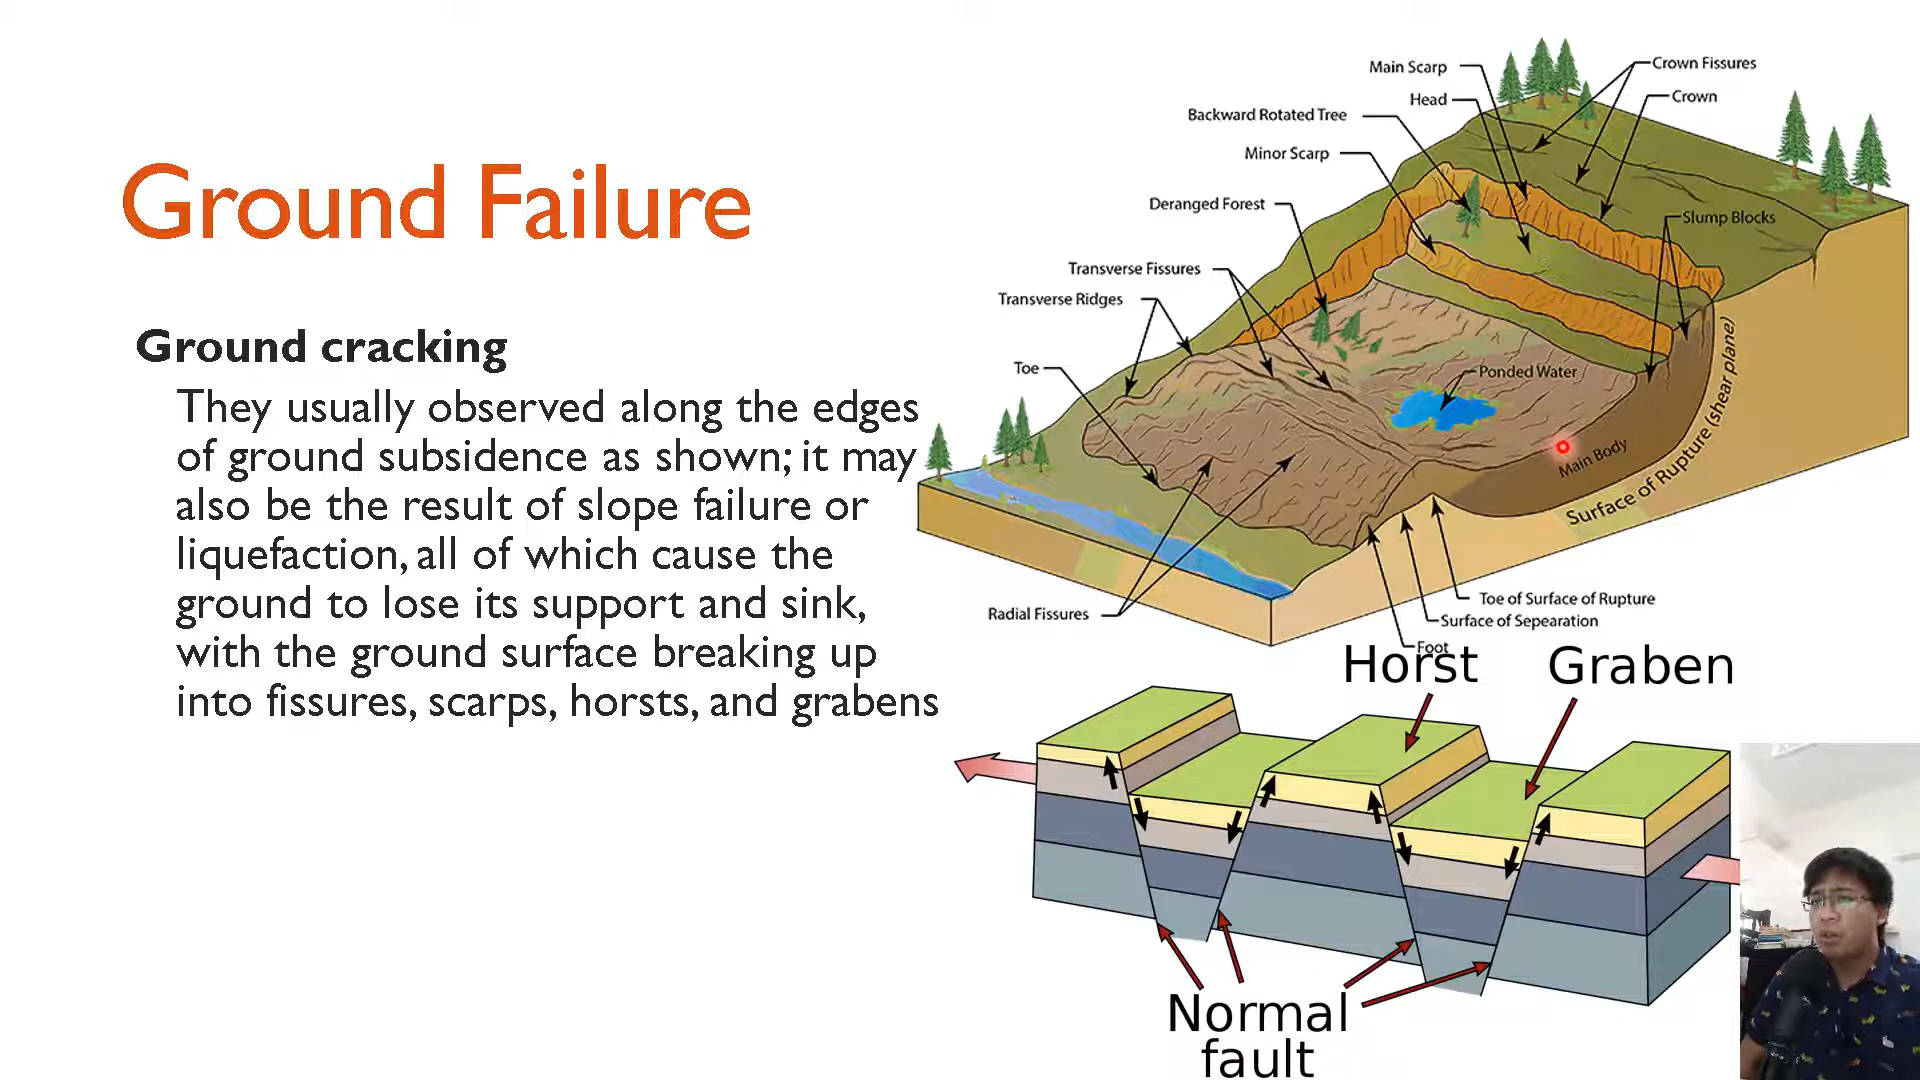 Ground Failure
Ground cracking
They usually observed along the edges
of ground subsidence as shown; it may
also be the result of slope failure or
liquefaction, all of which cause the
ground to lose its support and sink,
with the ground surface breaking up
into fissures, scarps, horsts, and grabens
Main Scarp
Crown Fissures
Head
Crown
Backward Rotated Tree
Minor Scarp
Deranged Forest
Slump Blocks
Transverse Fissures
Transverse Ridges
Toe
Ponded Water
Main Body
Surface of Rupture (shear plane)
Radial Fissures
Toe of Surface of Rupture
Surface of Sepearation
Foot
Horst
Graben
Normal
fault